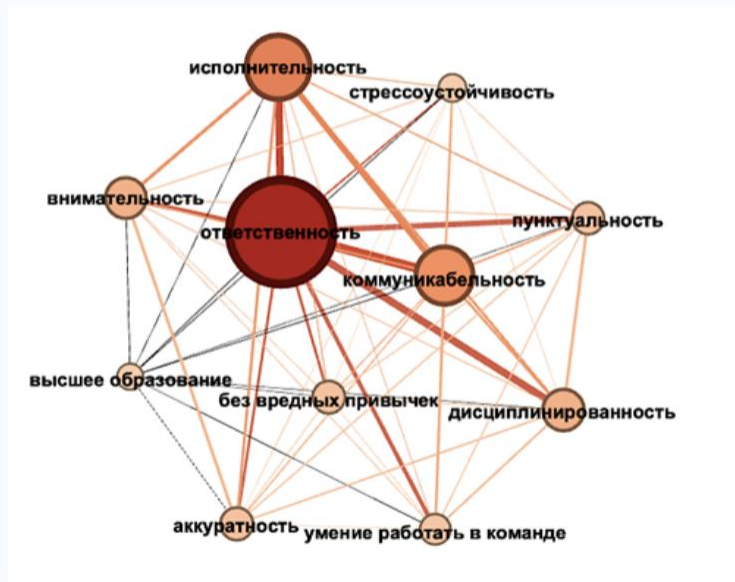 исполнительность
стрессоустойчивость
внимательность
пунктуальность
ответственность
коммуникабельность
высшее образование
без вредных привычек
дисциплинированность
аккуратность
умение работать в команде